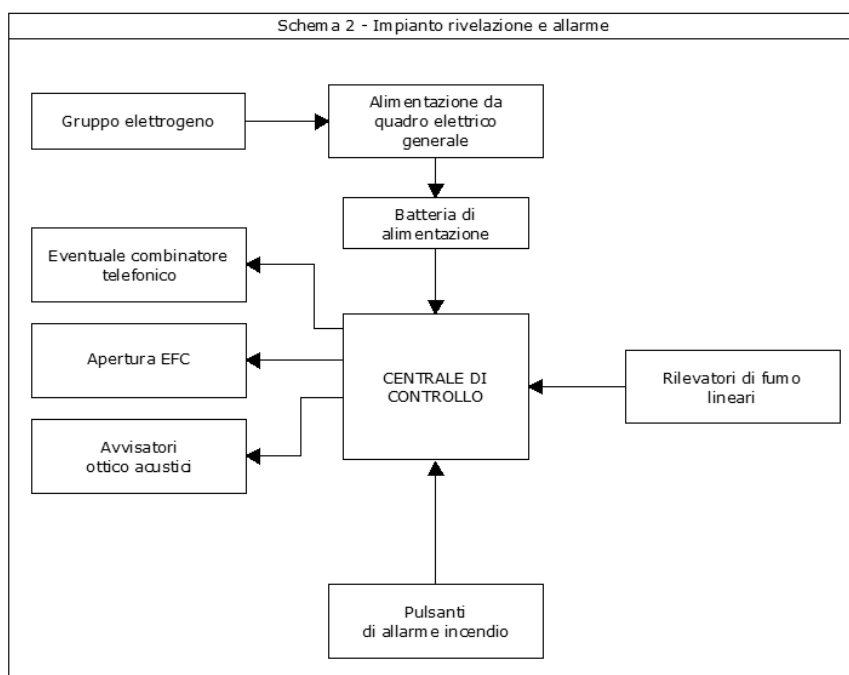 Schema 2 - Impianto rivelazione e allarme
Gruppo elettrogeno
Alimentazione da
quadro elettrico
generale
Batteria di
alimentazione
Eventuale combinatore
telefonico
Apertura EFC
CENTRALE DI
CONTROLLO
Rilevatori di fumo
lineari
Avvisatori
ottico acustici
Pulsanti
di allarme incendio